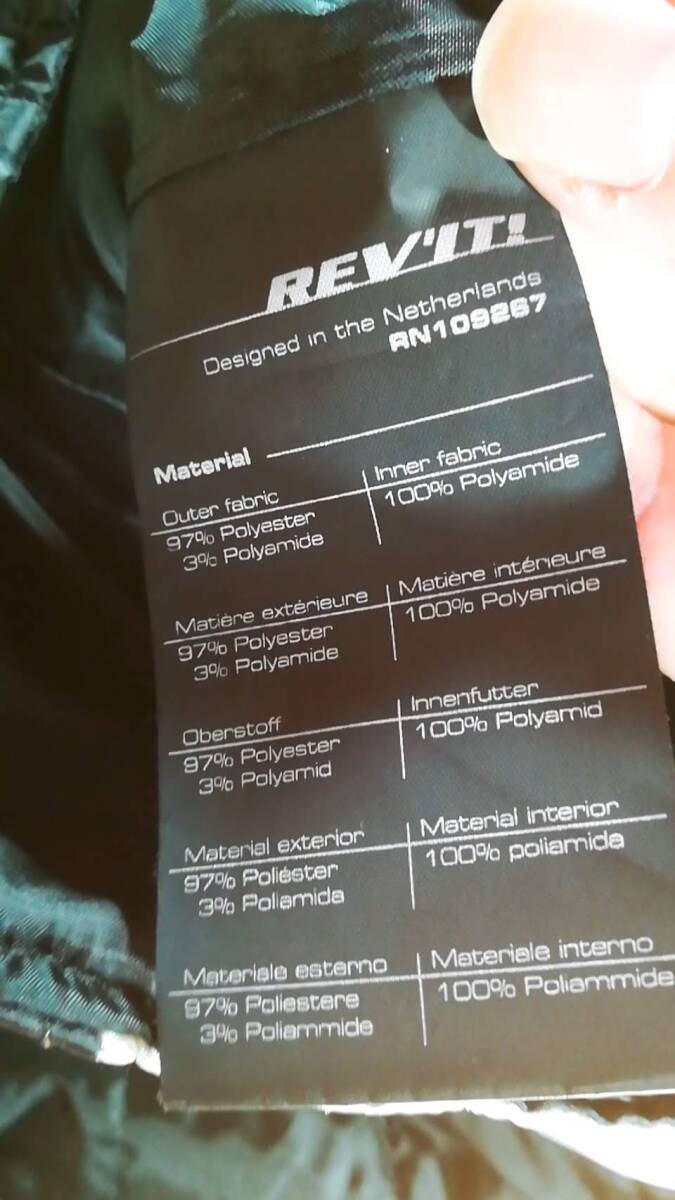 REV'IT!
Designed in the Netherlands
RN109267
Material
Outer fabric
97% Polyester
3% Polyamide
Inner fabric
100% Polyamide
Matière extérieure
97% Polyester
3% Polyamide
Matière intérieure
100% Polyamide
Oberstoff
97% Polyester
3% Polyamid
Innenfutter
100% Polyamid
Material exterior
97% Poliéster
3% Poliamida
Material interior
100% poliamida
Materiale esterno
97% Poliestere
3% Poliammide
Materiale interno
100% Poliammide